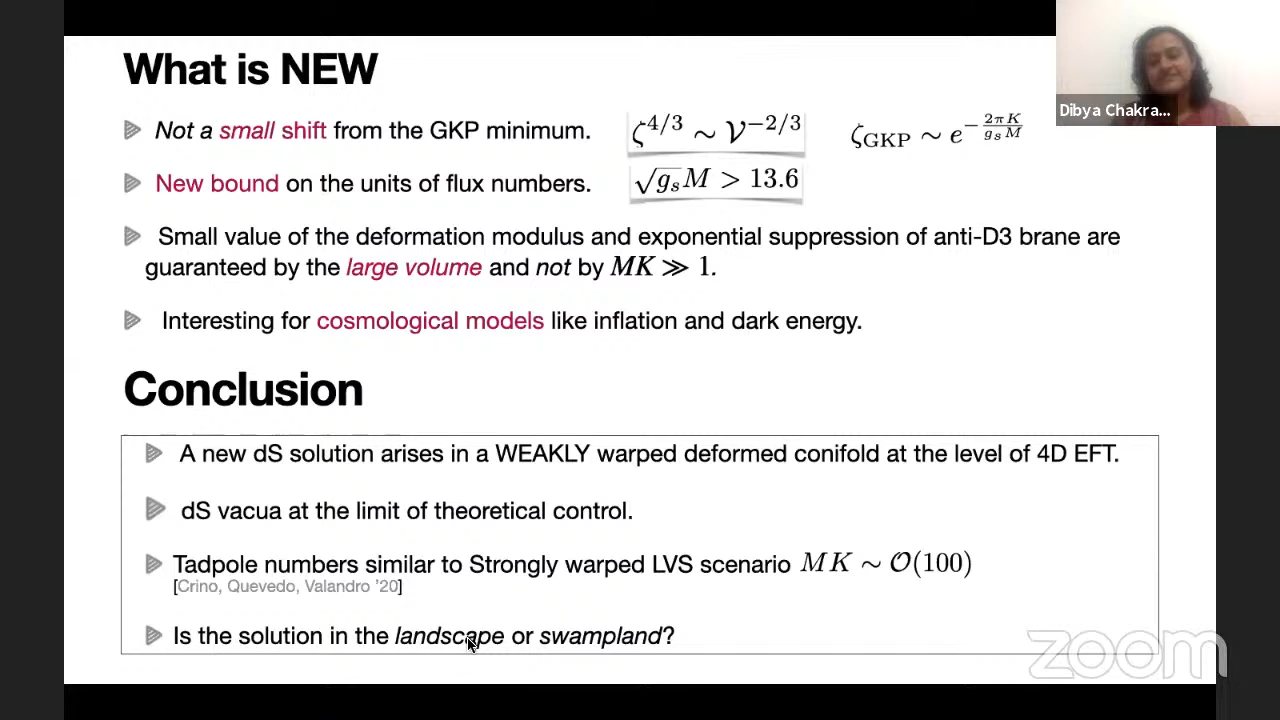 What is NEW
Not a small shift from the GKP minimum. ζ^{4/3} ∼ 𝒱^{−2/3} ζ_{GKP} ∼ e^{−\frac{2πK}{g_s M}}
Dibya Chakra...
New bound on the units of flux numbers. √g_s M > 13.6
Small value of the deformation modulus and exponential suppression of anti-D3 brane are
guaranteed by the large volume and not by MK ≫ 1.
Interesting for cosmological models like inflation and dark energy.
Conclusion
A new dS solution arises in a WEAKLY warped deformed conifold at the level of 4D EFT.
dS vacua at the limit of theoretical control.
Tadpole numbers similar to Strongly warped LVS scenario MK ∼ 𝒪(100)
[Crino, Quevedo, Valandro '20]
Is the solution in the landscape or swampland?
zoom